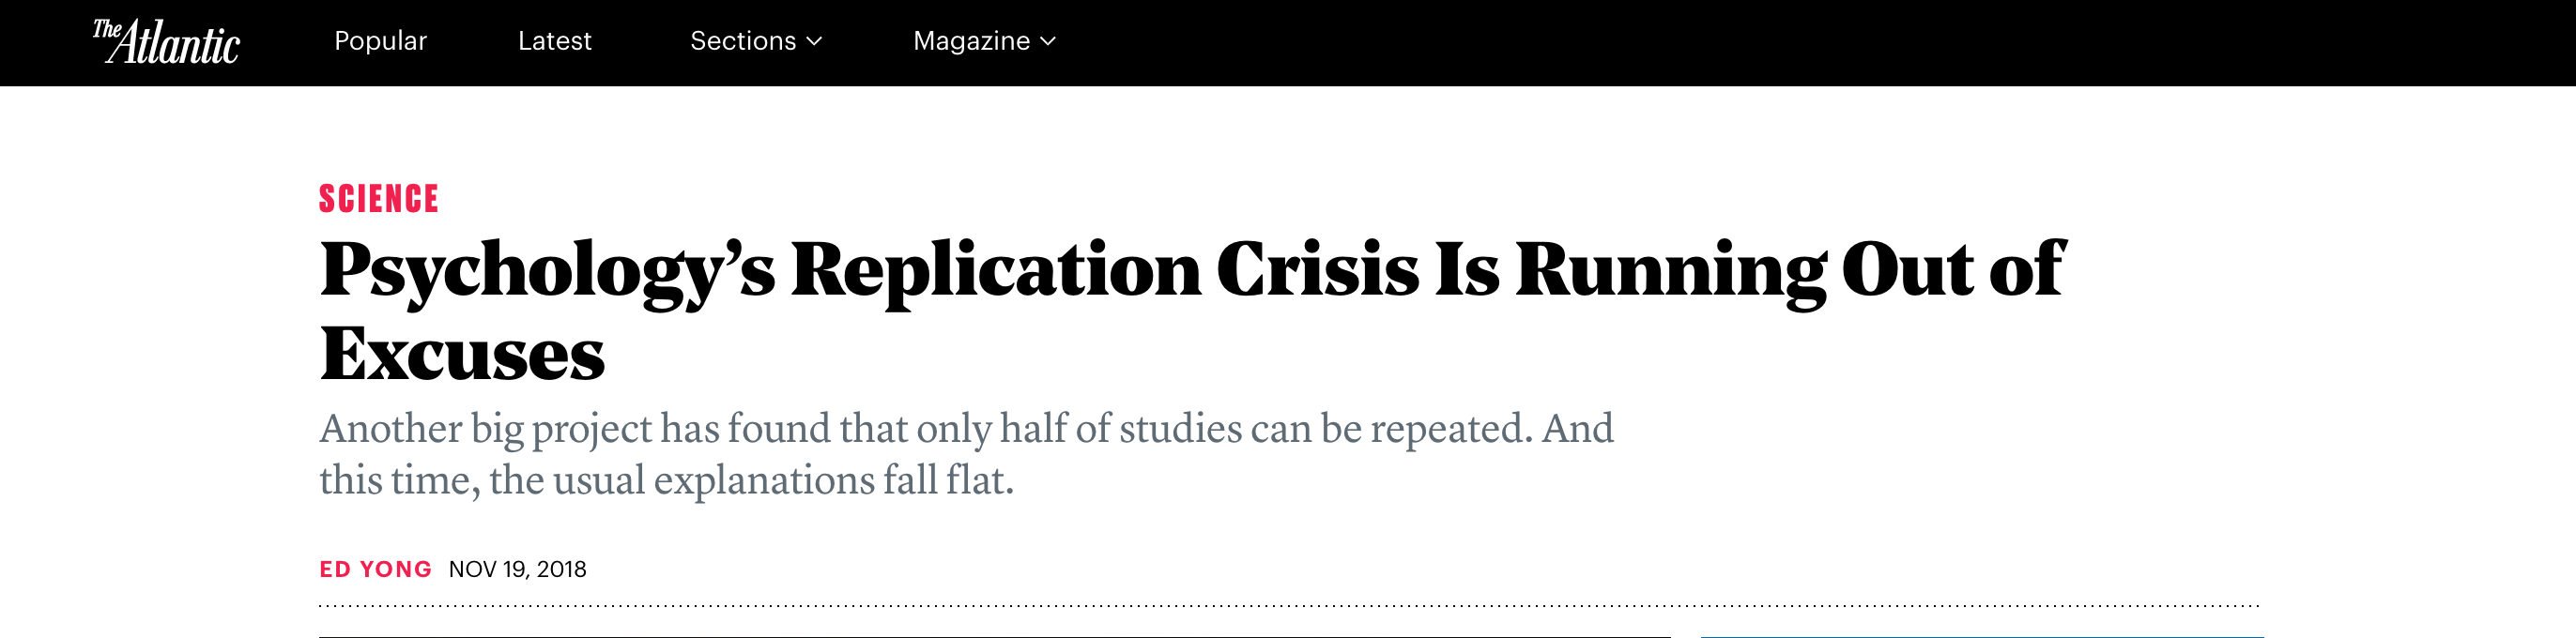 The Atlantic Popular Latest Sections Magazine
SCIENCE
Psychology’s Replication Crisis Is Running Out of
Excuses
Another big project has found that only half of studies can be repeated. And
this time, the usual explanations fall flat.
ED YONG NOV 19, 2018